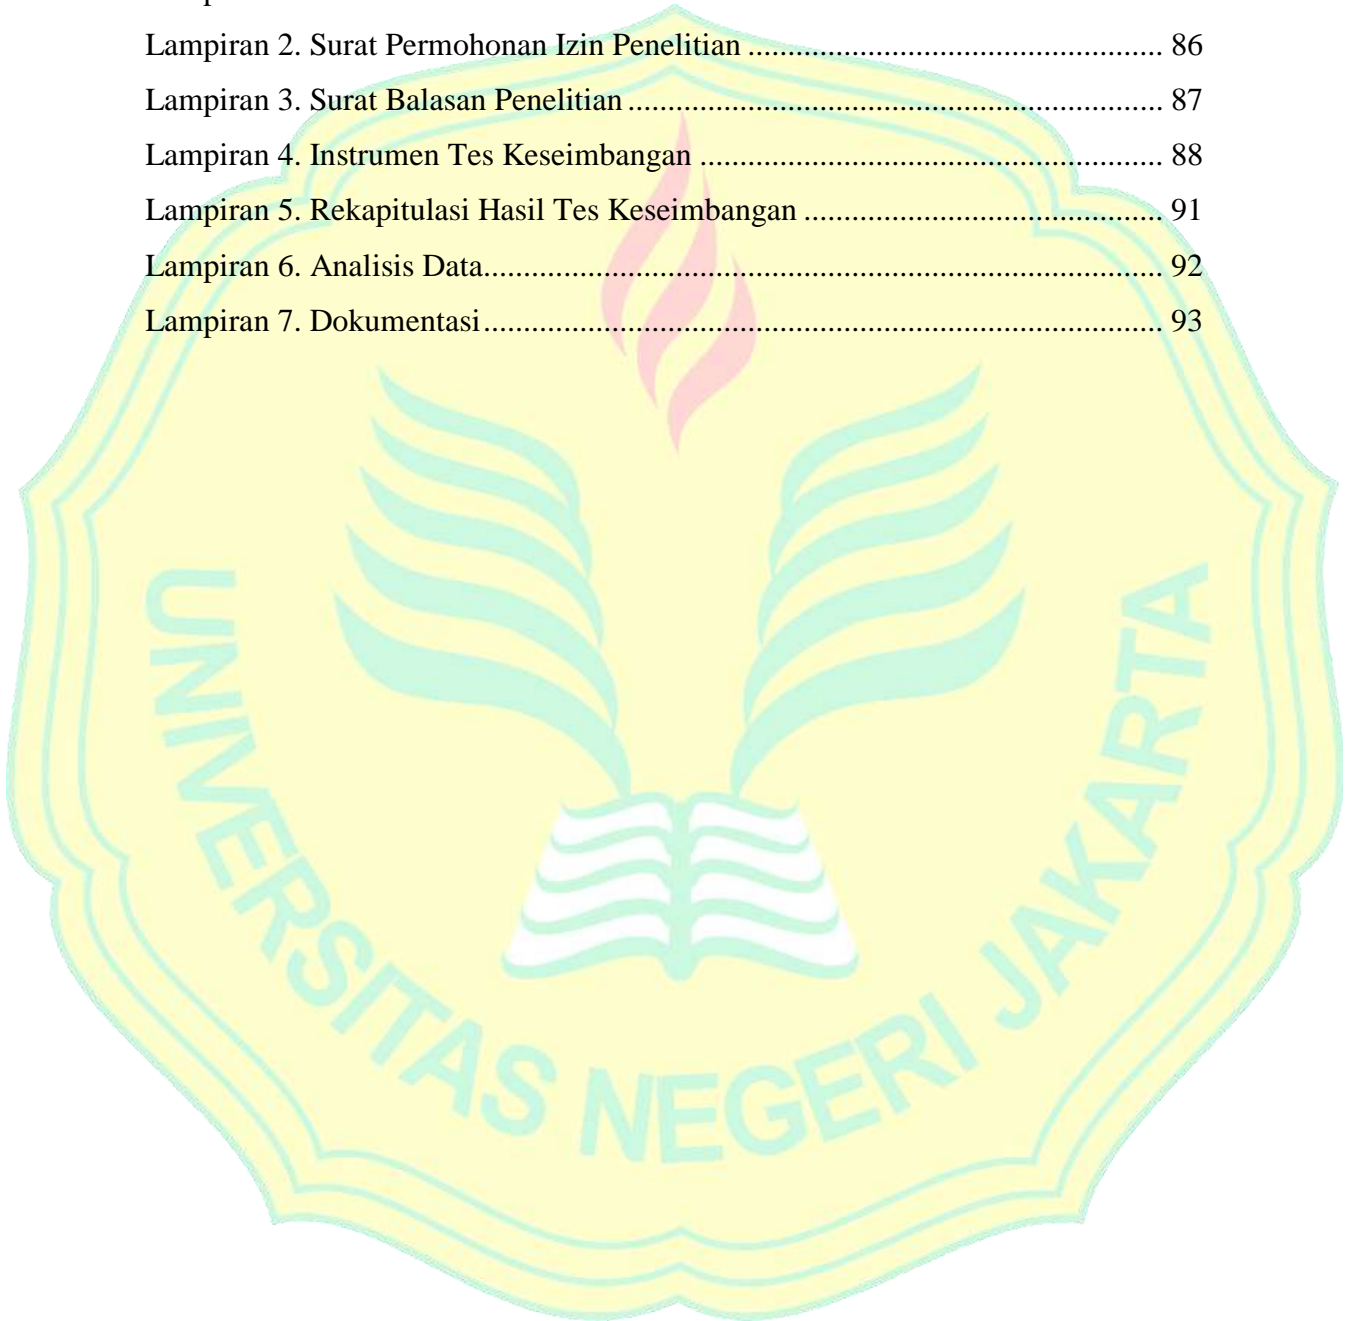 Lampiran 2. Surat Permohonan Izin Penelitian .................................................... 86
Lampiran 3. Surat Balasan Penelitian ................................................................... 87
Lampiran 4. Instrumen Tes Keseimbangan .......................................................... 88
Lampiran 5. Rekapitulasi Hasil Tes Keseimbangan ............................................. 91
Lampiran 6. Analisis Data..................................................................................... 92
Lampiran 7. Dokumentasi..................................................................................... 93
UNIVERSITAS NEGERI JAKARTA